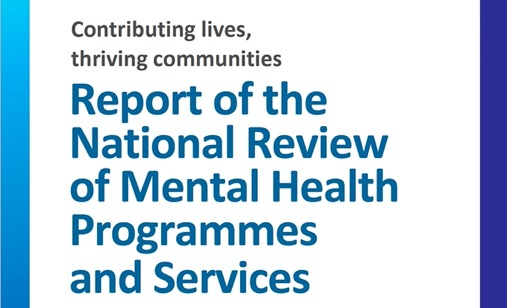 Contributing lives,
thriving communities
Report of the
National Review
of Mental Health
Programmes
and Services